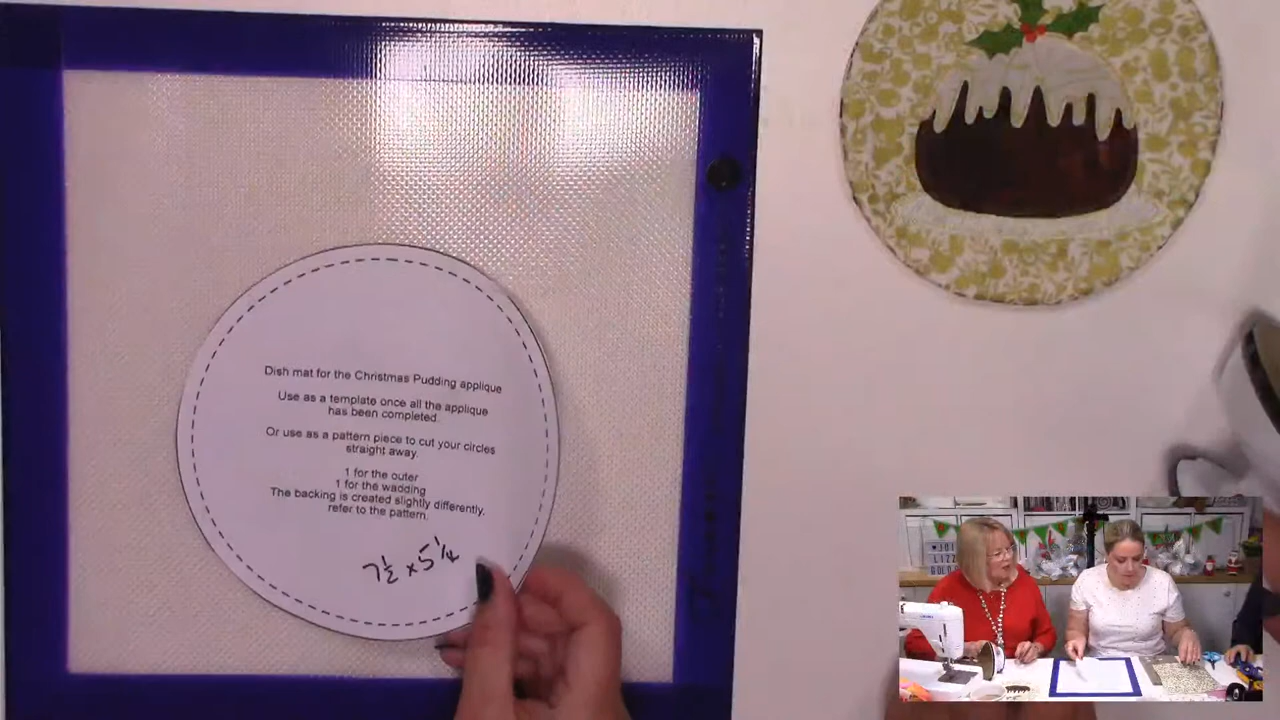 Dish mat for the Christmas Pudding applique
Use as a template once all the applique
has been completed.
Or use as a pattern piece to cut your circles
straight away.
1 for the outer
1 for the wadding
The backing is created slightly differently,
refer to the pattern.
7½ x 5¼